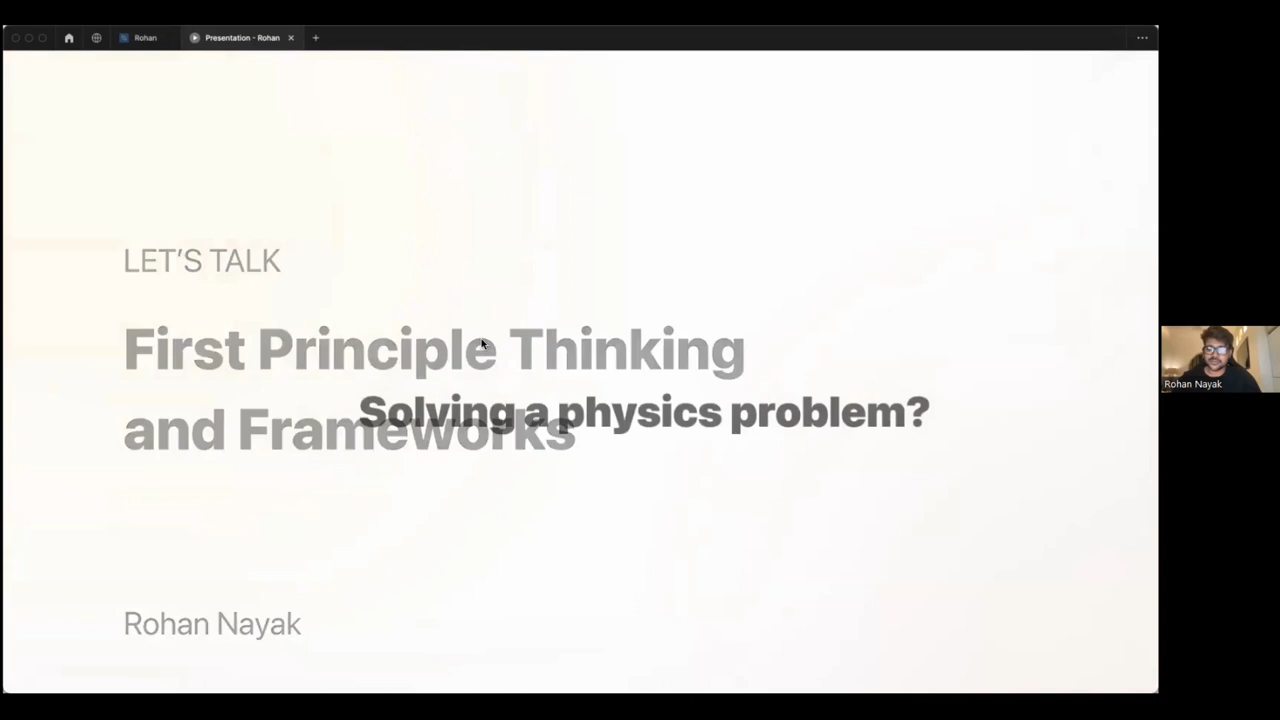 Rohan
Presentation - Rohan
LET'S TALK
First Principle Thinking
and Frameworks
Solving a physics problem?
Rohan Nayak
Rohan Nayak